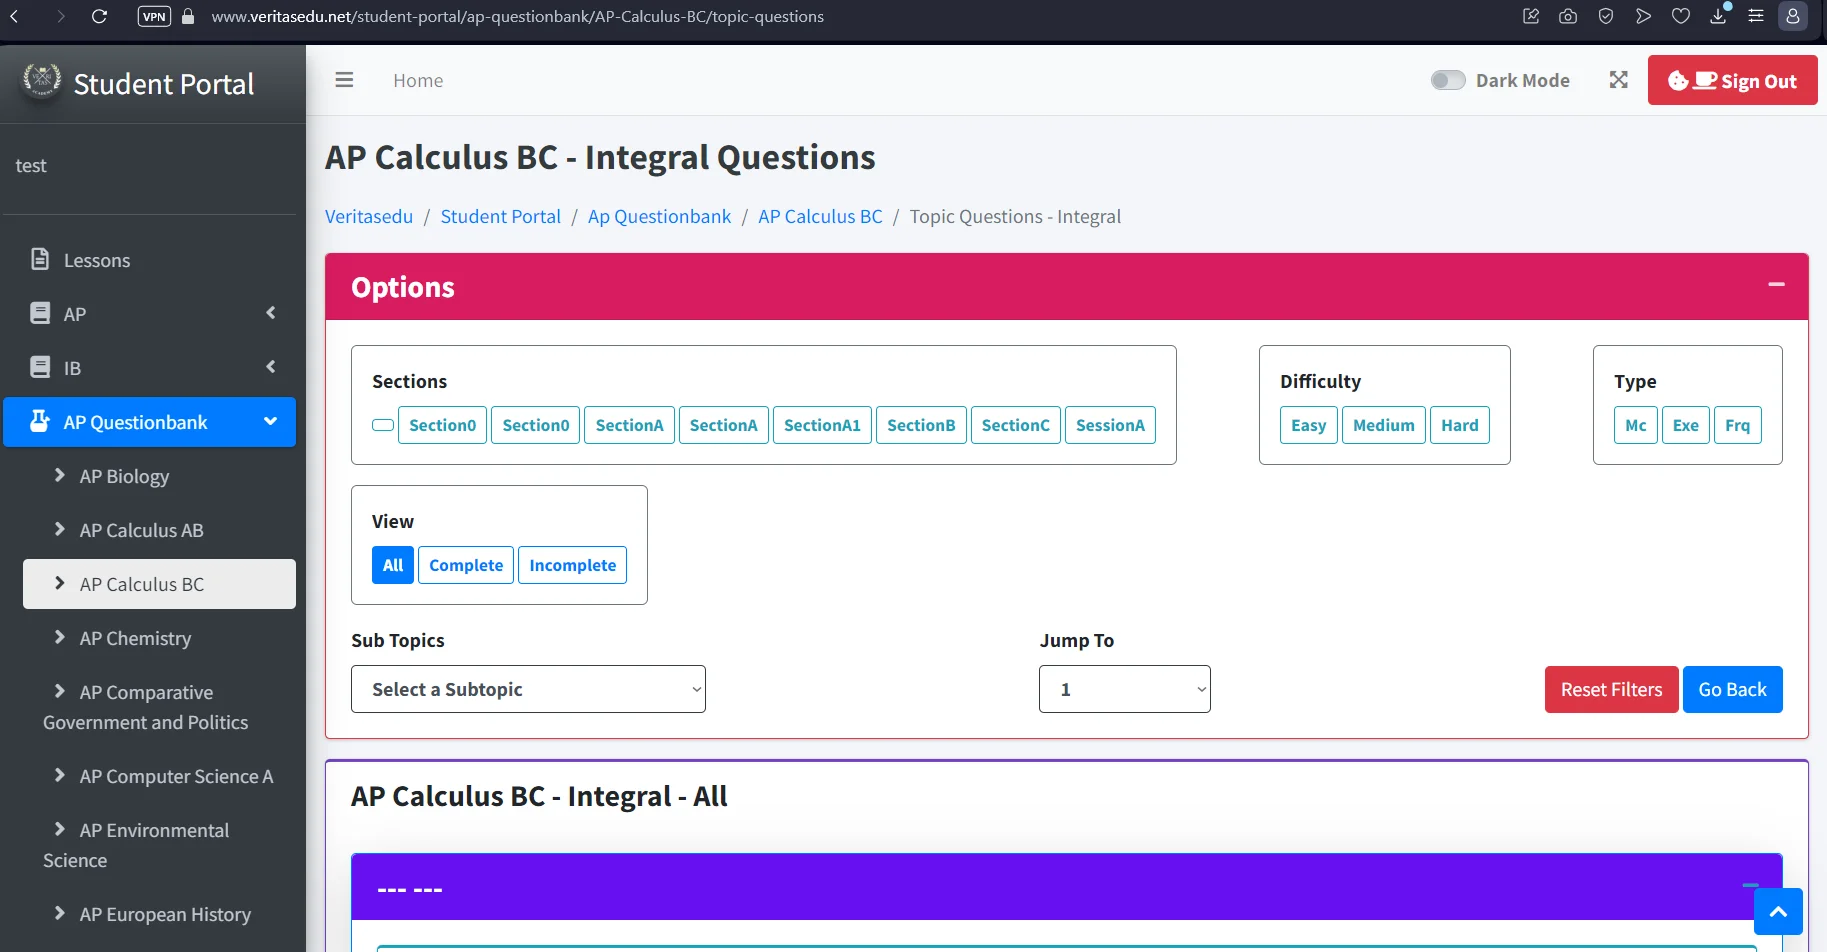 VPN
www.veritasedu.net/student-portal/ap-questionbank/AP-Calculus-BC/topic-questions
Student Portal
Home
Dark Mode
Sign Out
test
Lessons
AP
IB
AP Questionbank
AP Biology
AP Calculus AB
AP Calculus BC
AP Chemistry
AP Comparative
Government and Politics
AP Computer Science A
AP Environmental
Science
AP European History
AP Calculus BC - Integral Questions
Veritasedu / Student Portal / Ap Questionbank / AP Calculus BC / Topic Questions - Integral
Options
Sections
Section0 Section0 SectionA SectionA SectionA1 SectionB SectionC SessionA
Difficulty
Easy Medium Hard
Type
Mc Exe Frq
View
All Complete Incomplete
Sub Topics
Select a Subtopic
Jump To
1
Reset Filters Go Back
AP Calculus BC - Integral - All
--- ---